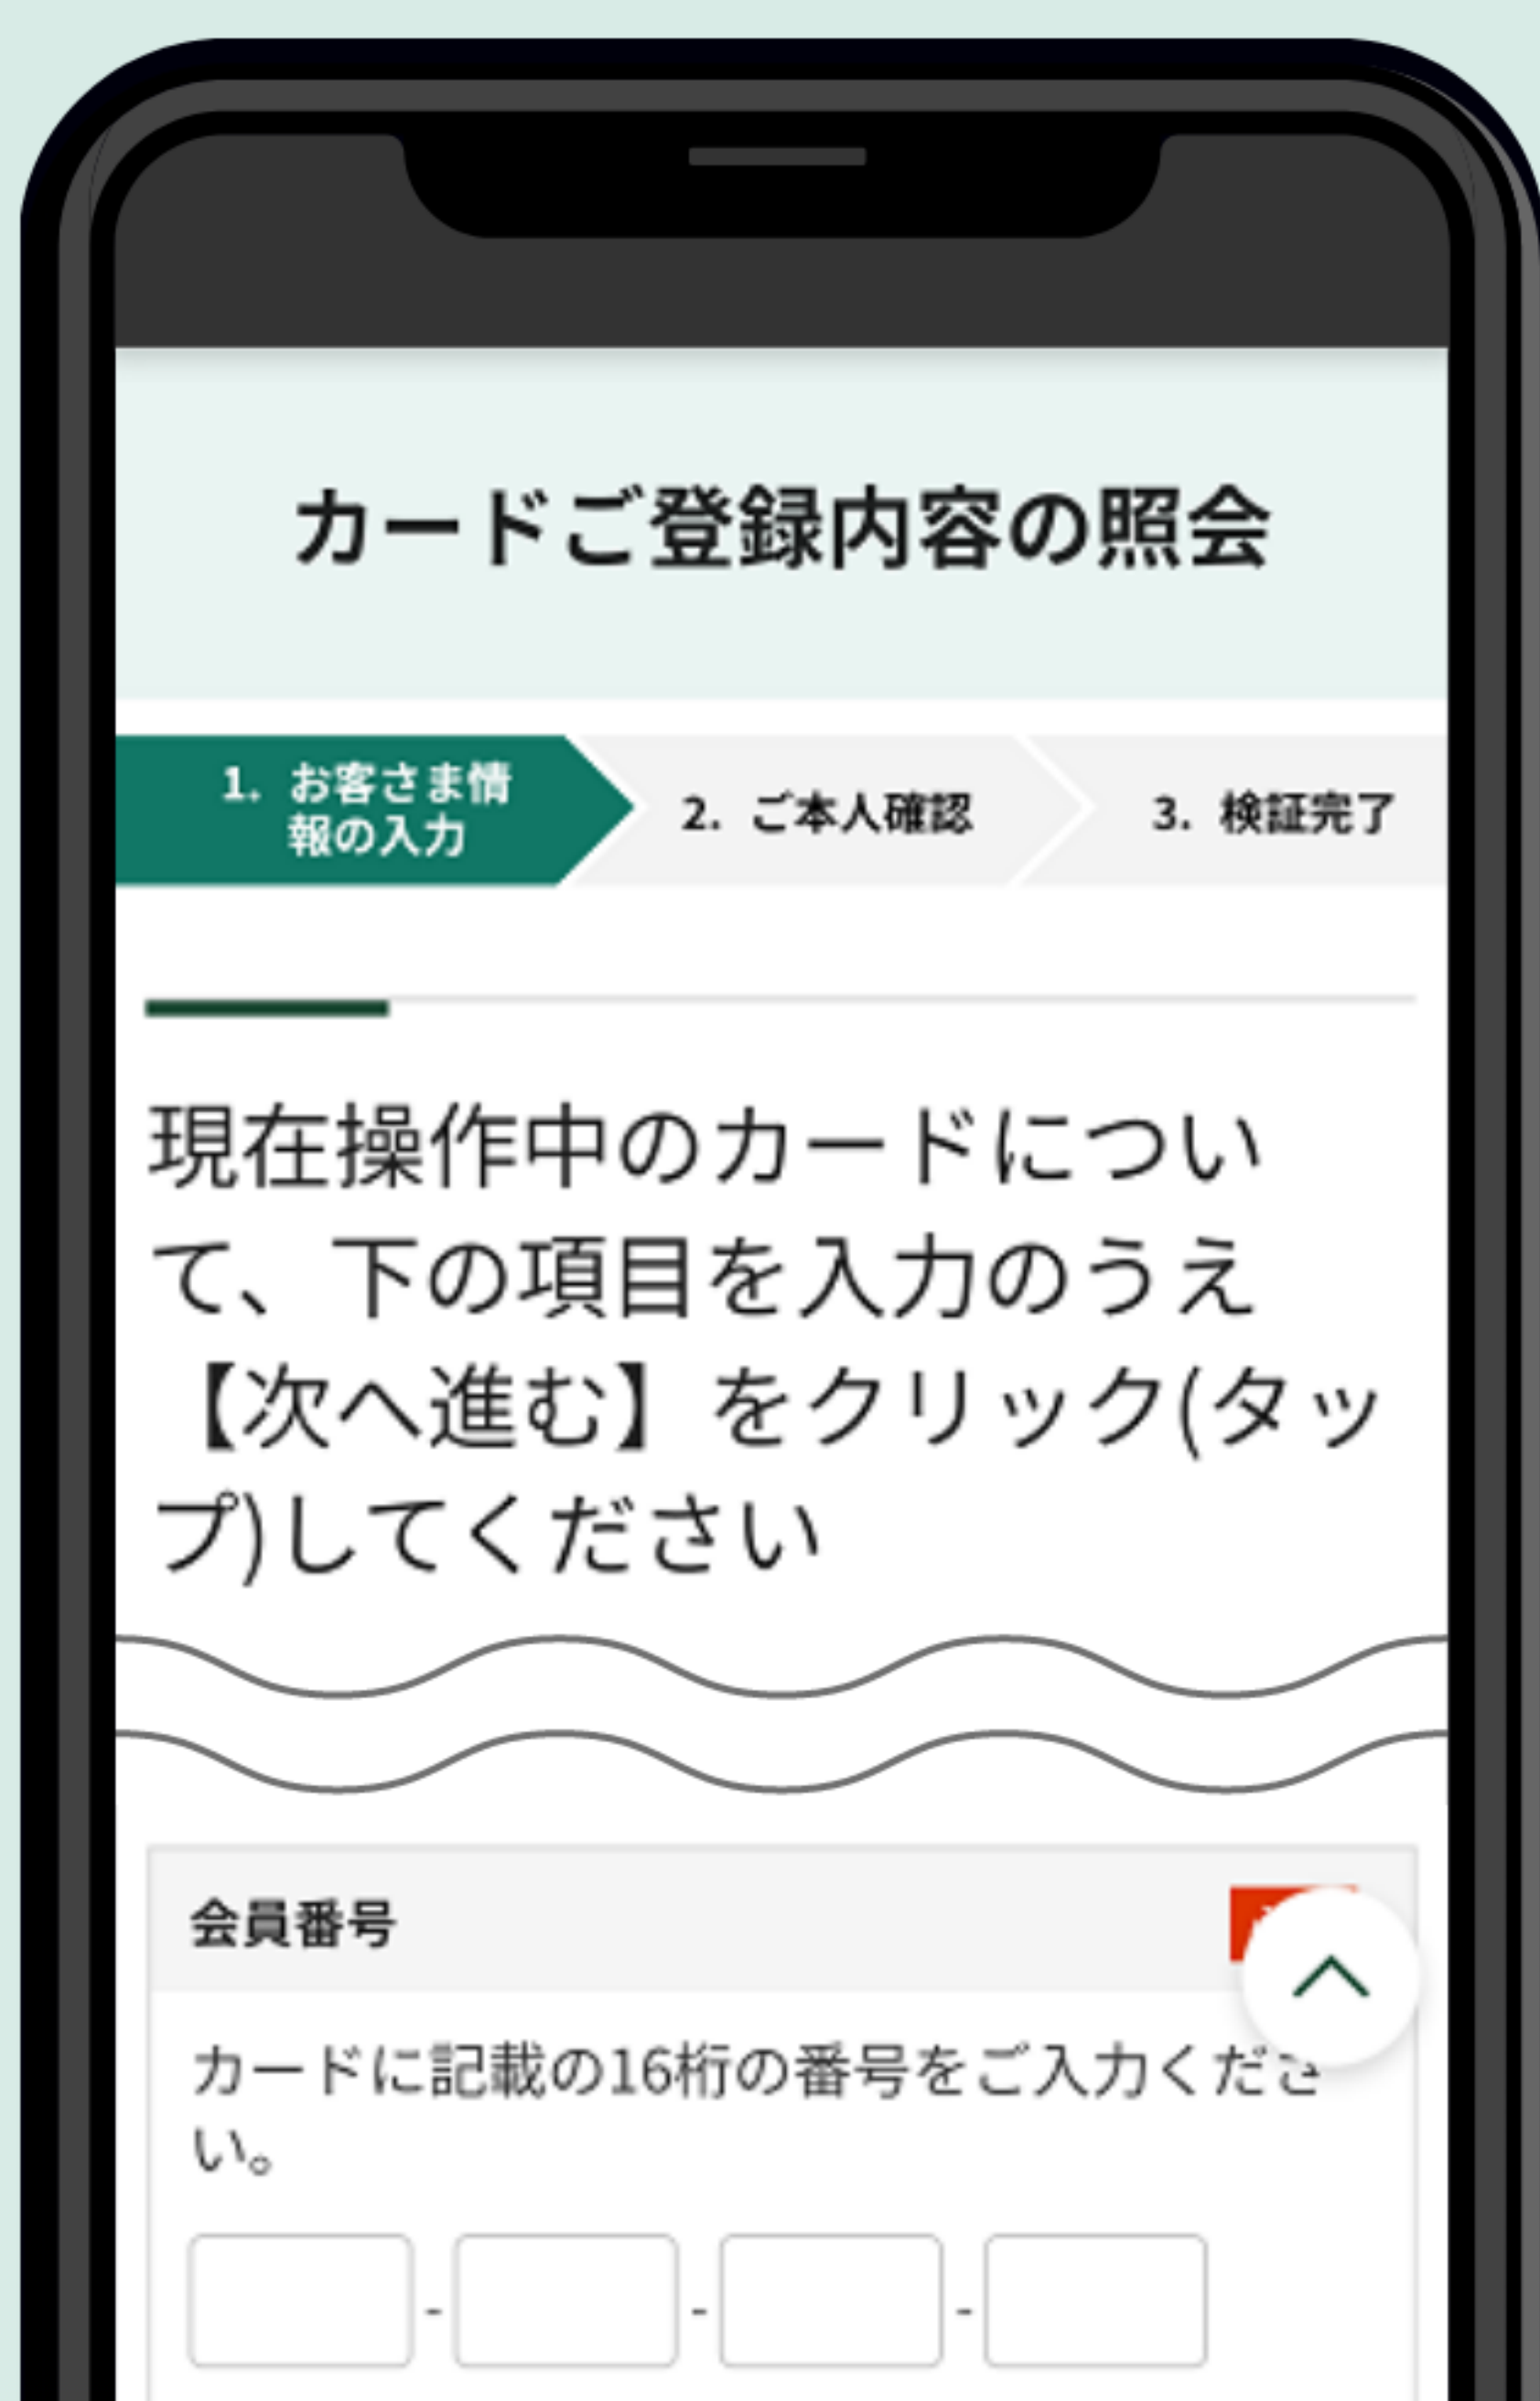 カードご登録内容の照会
1. お客さま情
報の入力
2. ご本人確認
3. 検証完了
現在操作中のカードについ
て、下の項目を入力のうえ
【次へ進む】をクリック(タッ
プ)してください
会員番号
カードに記載の16桁の番号をご入力くださ
い。
- - -